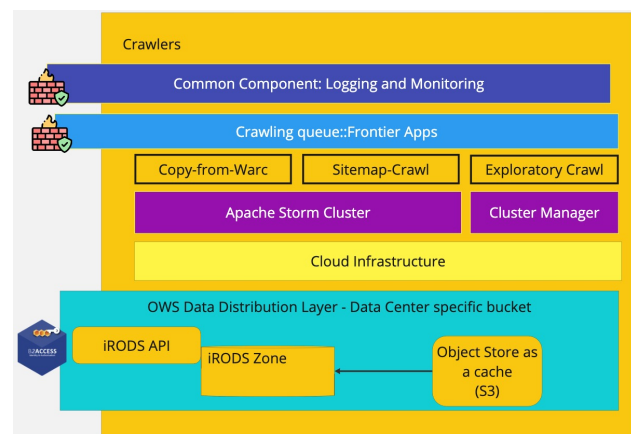 Crawlers
Common Component: Logging and Monitoring
Crawling queue::Frontier Apps
Copy-from-Warc
Sitemap-Crawl
Exploratory Crawl
Apache Storm Cluster
Cluster Manager
Cloud Infrastructure
OWS Data Distribution Layer - Data Center specific bucket
B2ACCESS
iRODS API
iRODS Zone
Object Store as
a cache
(S3)